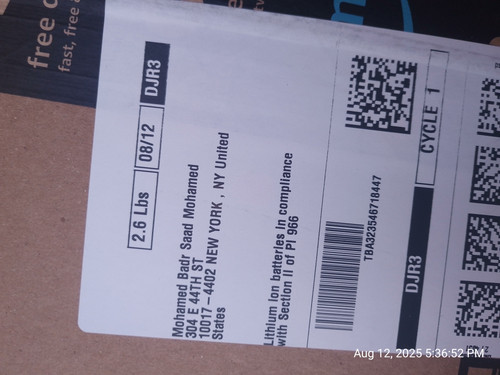 free
fast, free
2.6 Lbs
08/12
DJR3
Mohamed Badr Saad Mohamed
304 E 44TH ST
10017-4402 NEW YORK , NY United
States
Lithium Ion batteries in compliance
with Section II of PI 966
TBA323546718447
DJR3
CYCLE 1
Aug 12, 2025 5:36:52 PM